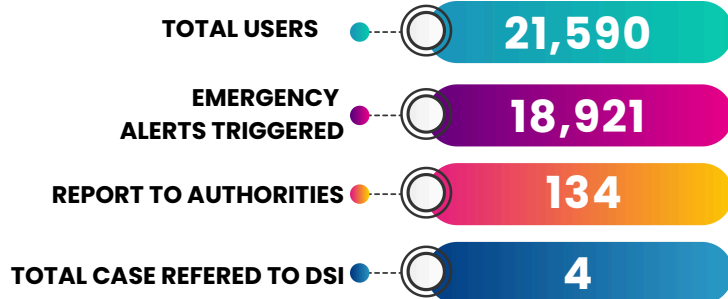 TOTAL USERS
21,590
EMERGENCY
ALERTS TRIGGERED
18,921
REPORT TO AUTHORITIES
134
TOTAL CASE REFERED TO DSI
4